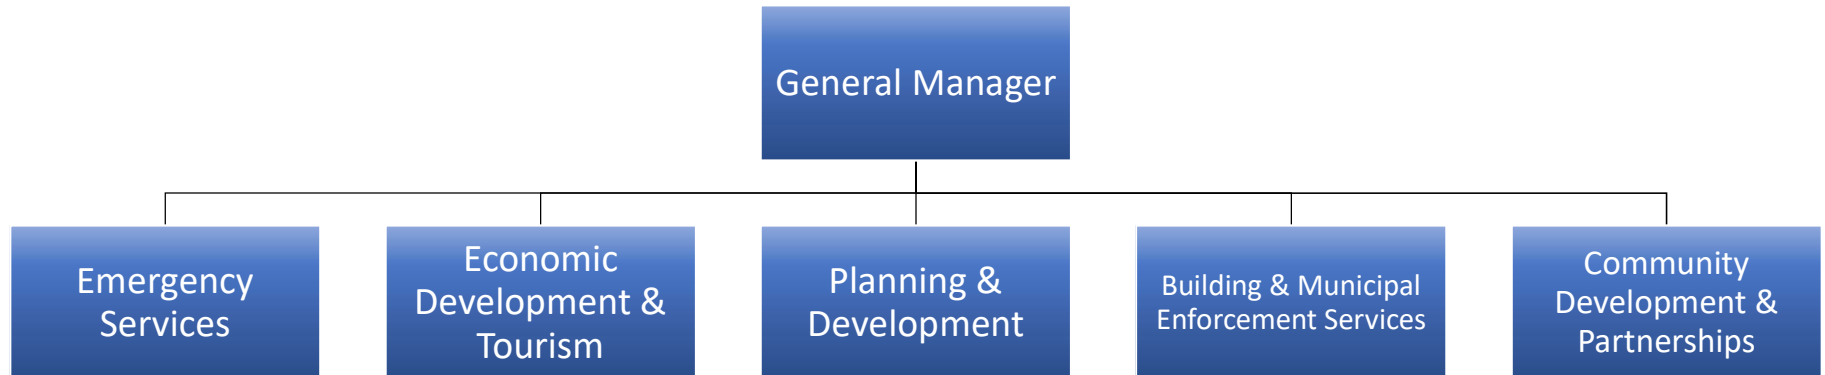 General Manager
Emergency
Services
Economic
Development &
Tourism
Planning &
Development
Building & Municipal
Enforcement Services
Community
Development &
Partnerships